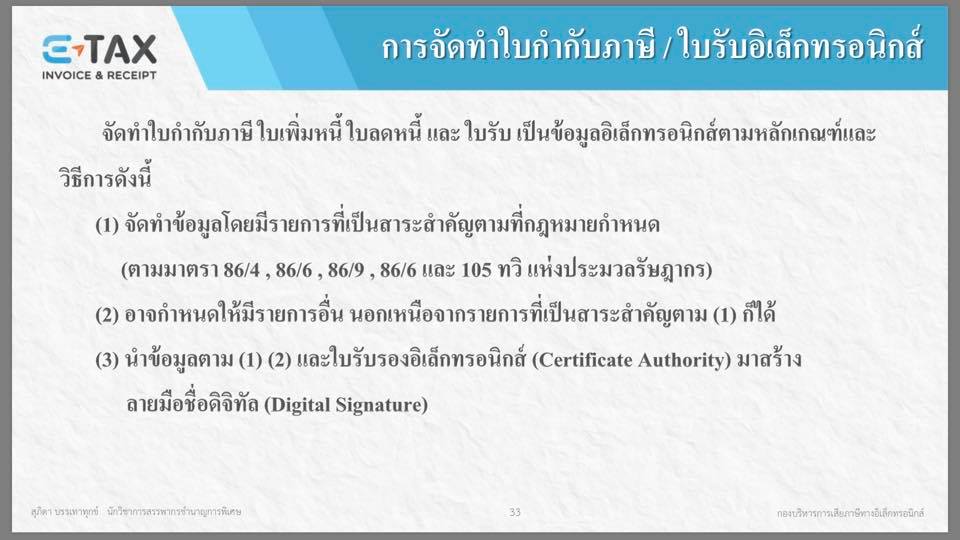 E-TAX
INVOICE & RECEIPT
การจัดทำใบกำกับภาษี / ใบรับอิเล็กทรอนิกส์
จัดทำใบกำกับภาษี ใบเพิ่มหนี้ ใบลดหนี้ และ ใบรับ เป็นข้อมูลอิเล็กทรอนิกส์ตามหลักเกณฑ์และ
วิธีการดังนี้
(1) จัดทำข้อมูลโดยมีรายการที่เป็นสาระสำคัญตามที่กฎหมายกำหนด
(ตามมาตรา 86/4 , 86/6 , 86/9 , 86/6 และ 105 ทวิ แห่งประมวลรัษฎากร)
(2) อาจกำหนดให้มีรายการอื่น นอกเหนือจากรายการที่เป็นสาระสำคัญตาม (1) ก็ได้
(3) นำข้อมูลตาม (1) (2) และใบรับรองอิเล็กทรอนิกส์ (Certificate Authority) มาสร้าง
ลายมือชื่อดิจิทัล (Digital Signature)
สุภิดา บรรเทาทุกข์ นักวิชาการสรรพากรชำนาญการพิเศษ
33
กองบริหารการเสียภาษีทางอิเล็กทรอนิกส์